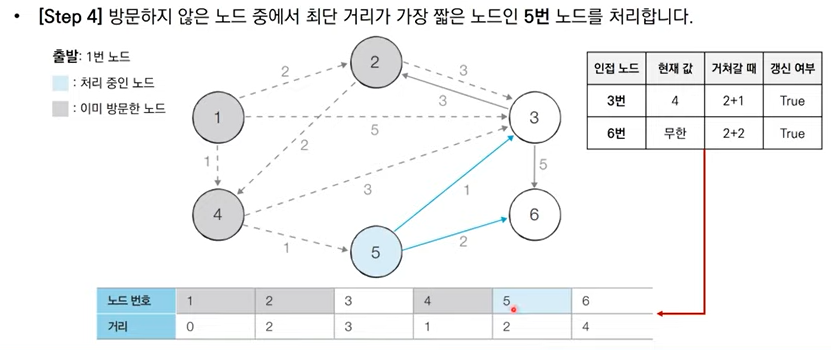 • [Step 4] 방문하지 않은 노드 중에서 최단 거리가 가장 짧은 노드인 5번 노드를 처리합니다.
출발: 1번 노드
: 처리 중인 노드
: 이미 방문한 노드
인접 노드 현재 값 거쳐갈 때 갱신 여부
3번 4 2+1 True
6번 무한 2+2 True
2
2
3
3
1
5
3
1
2
5
4
3
1
6
1
5
2
노드 번호 1 2 3 4 5 6
거리 0 2 3 1 2 4